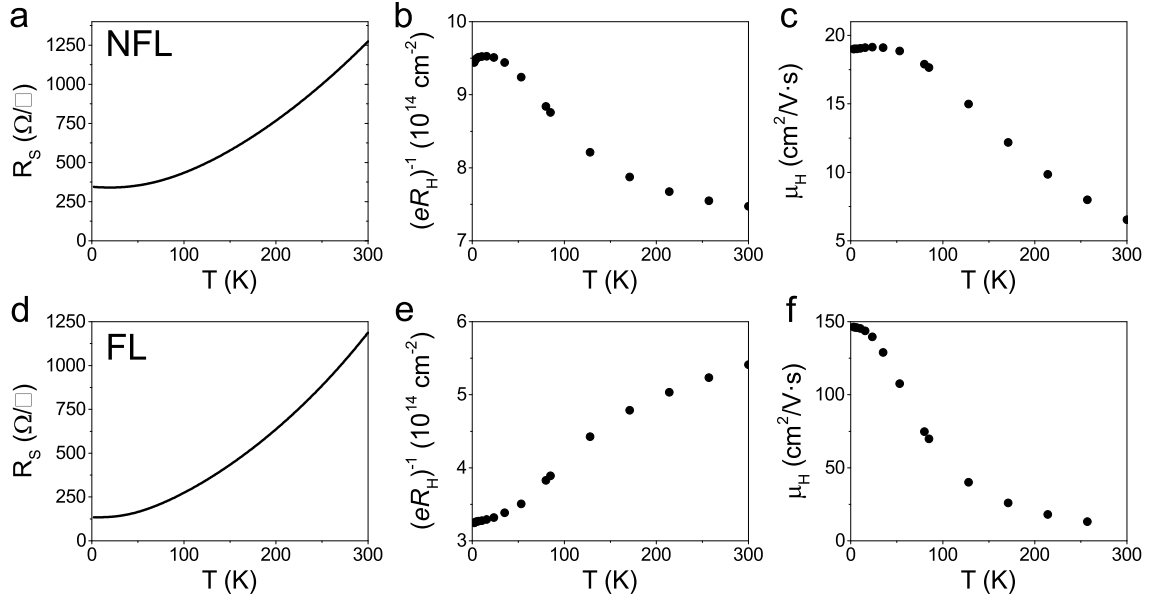 a
NFL
1250
1000
750
500
250
0
R_S (Ω/□)
0 100 200 300
T (K)
b
10
9
8
7
(eR_H)^-1 (10^14 cm^-2)
0 100 200 300
T (K)
c
20
15
10
5
μ_H (cm^2/V·s)
0 100 200 300
T (K)
d
FL
1250
1000
750
500
250
0
R_S (Ω/□)
0 100 200 300
T (K)
e
6
5
4
3
(eR_H)^-1 (10^14 cm^-2)
0 100 200 300
T (K)
f
150
100
50
0
μ_H (cm^2/V·s)
0 100 200 300
T (K)